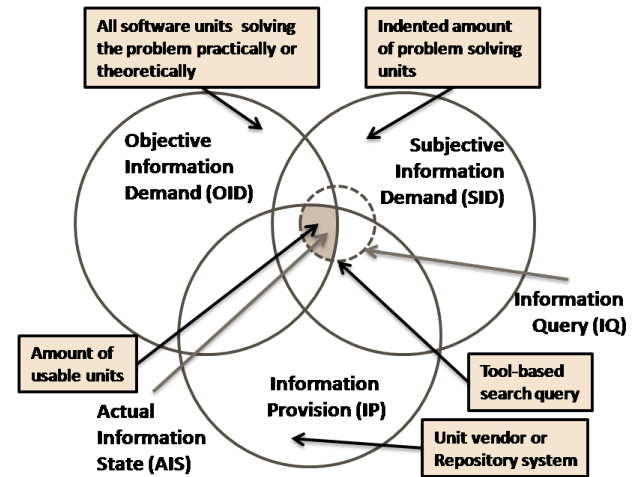 All software units solving
the problem practically or
theoretically
Indented amount
of problem solving
units
Objective
Information
Demand (OID)
Subjective
Information
Demand (SID)
Information
Query (IQ)
Amount of
usable units
Tool-based
search query
Information
Provision (IP)
Actual
Information
State (AIS)
Unit vendor or
Repository system